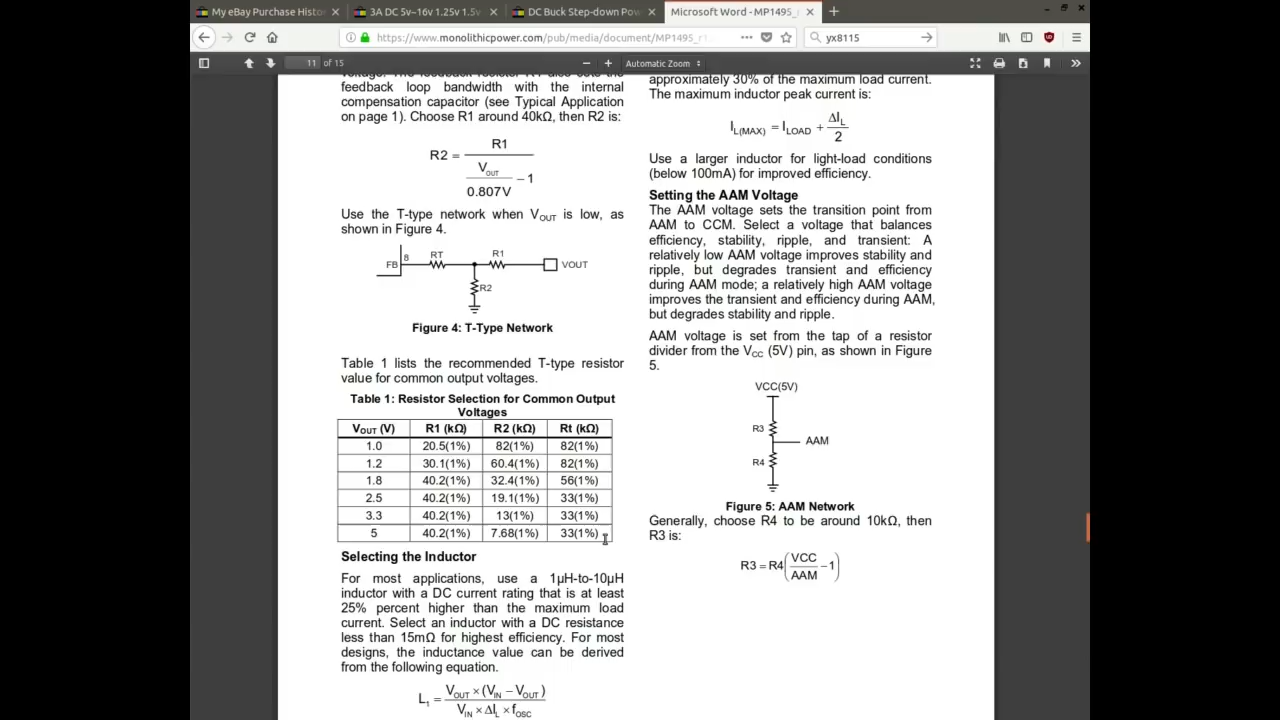 My eBay Purchase Histo
3A DC 5v~16v 1.25v 1.5v
DC Buck Step-down Pow
Microsoft Word - MP1495_
https://www.monolithicpower.com/pub/media/document/MP1495_r1
yx8115
11 of 15
Automatic Zoom
feedback loop bandwidth with the internal
compensation capacitor (see Typical Application
on page 1). Choose R1 around 40kΩ, then R2 is:
R2 = R1 / (VOUT / 0.807V − 1)
Use the T-type network when VOUT is low, as
shown in Figure 4.
FB 8 RT R1 VOUT
R2
Figure 4: T-Type Network
Table 1 lists the recommended T-type resistor
value for common output voltages.
Table 1: Resistor Selection for Common Output
Voltages
VOUT (V) R1 (kΩ) R2 (kΩ) Rt (kΩ)
1.0 20.5(1%) 82(1%) 82(1%)
1.2 30.1(1%) 60.4(1%) 82(1%)
1.8 40.2(1%) 32.4(1%) 56(1%)
2.5 40.2(1%) 19.1(1%) 33(1%)
3.3 40.2(1%) 13(1%) 33(1%)
5 40.2(1%) 7.68(1%) 33(1%)
Selecting the Inductor
For most applications, use a 1µH-to-10µH
inductor with a DC current rating that is at least
25% percent higher than the maximum load
current. Select an inductor with a DC resistance
less than 15mΩ for highest efficiency. For most
designs, the inductance value can be derived
from the following equation.
L1 = VOUT × (VIN − VOUT) / VIN × ΔIL × fOSC
approximately 30% of the maximum load current.
The maximum inductor peak current is:
IL(MAX) = ILOAD + ΔIL / 2
Use a larger inductor for light-load conditions
(below 100mA) for improved efficiency.
Setting the AAM Voltage
The AAM voltage sets the transition point from
AAM to CCM. Select a voltage that balances
efficiency, stability, ripple, and transient: A
relatively low AAM voltage improves stability and
ripple, but degrades transient and efficiency
during AAM mode; a relatively high AAM voltage
improves the transient and efficiency during AAM,
but degrades stability and ripple.
AAM voltage is set from the tap of a resistor
divider from the VCC (5V) pin, as shown in Figure
5.
VCC(5V)
R3
AAM
R4
Figure 5: AAM Network
Generally, choose R4 to be around 10kΩ, then
R3 is:
R3 = R4(VCC / AAM − 1)